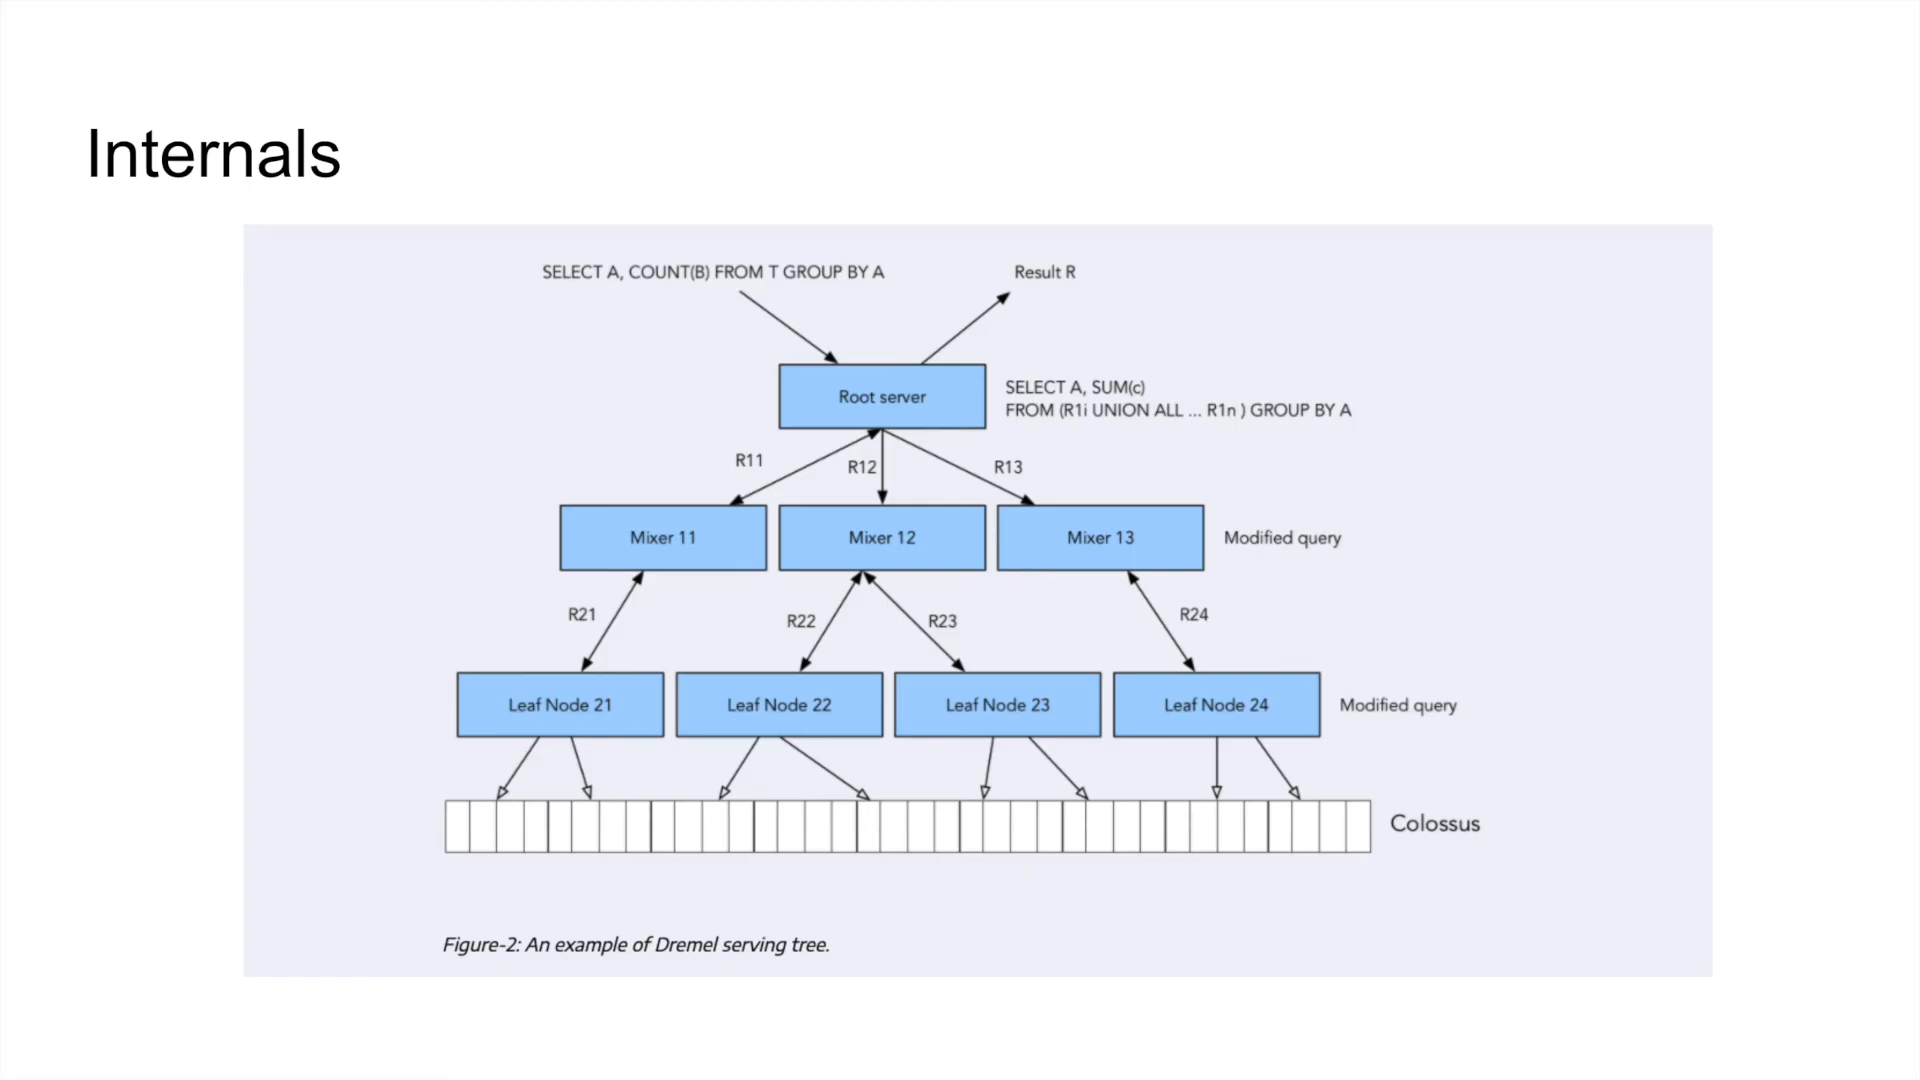 Internals
SELECT A, COUNT(B) FROM T GROUP BY A
Result R
Root server
SELECT A, SUM(c)
FROM (R1i UNION ALL ... R1n ) GROUP BY A
R11
R12
R13
Mixer 11
Mixer 12
Mixer 13
Modified query
R21
R22
R23
R24
Leaf Node 21
Leaf Node 22
Leaf Node 23
Leaf Node 24
Modified query
Colossus
Figure-2: An example of Dremel serving tree.